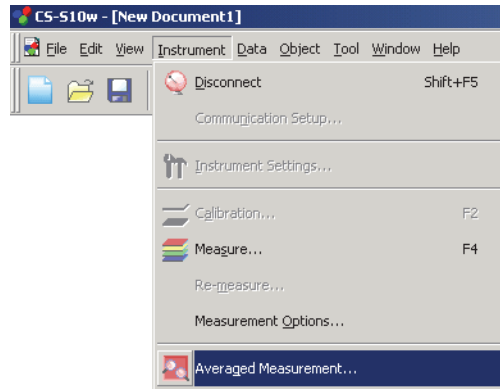 CS-S10w - [New Document1]
File Edit View Instrument Data Object Tool Window Help
Disconnect Shift+F5
Communication Setup...
Instrument Settings...
Calibration... F2
Measure... F4
Re-measure...
Measurement Options...
Averaged Measurement...